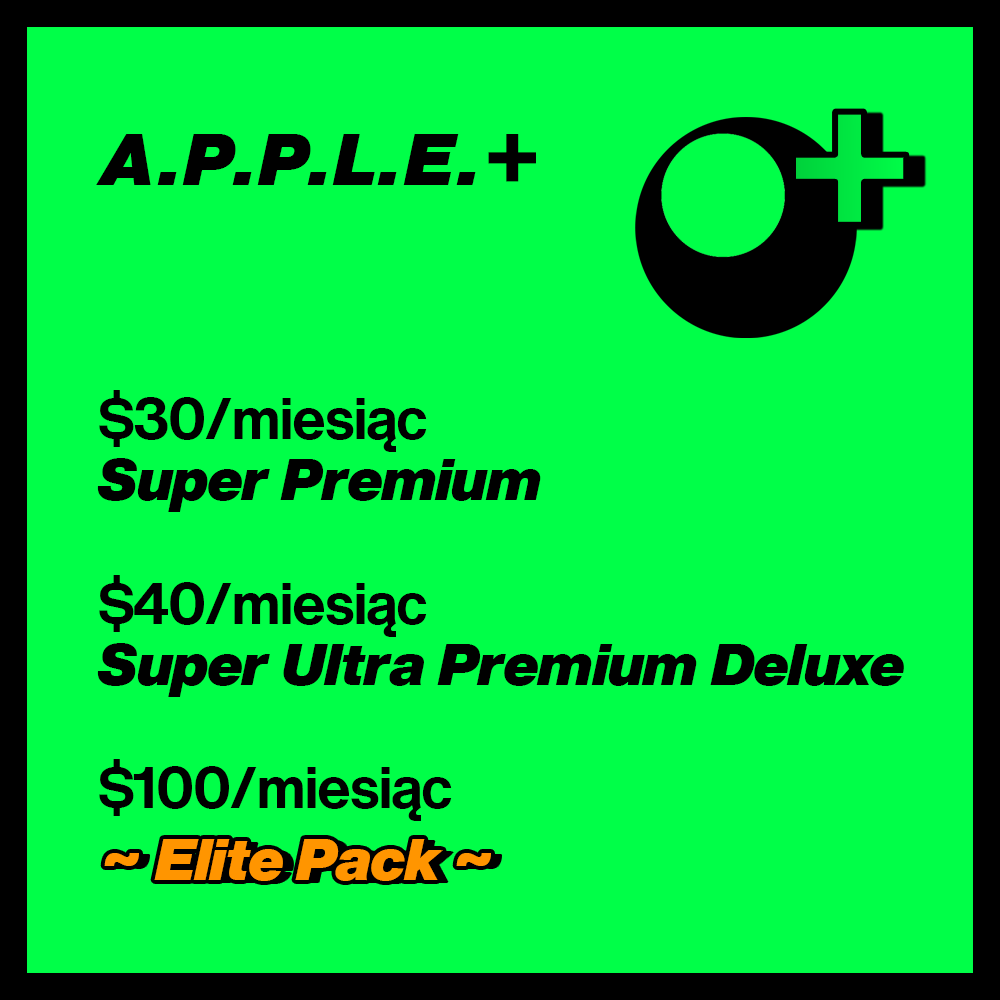 A.P.P.L.E.+
$30/miesiąc
Super Premium
$40/miesiąc
Super Ultra Premium Deluxe
$100/miesiąc
~ Elite Pack ~